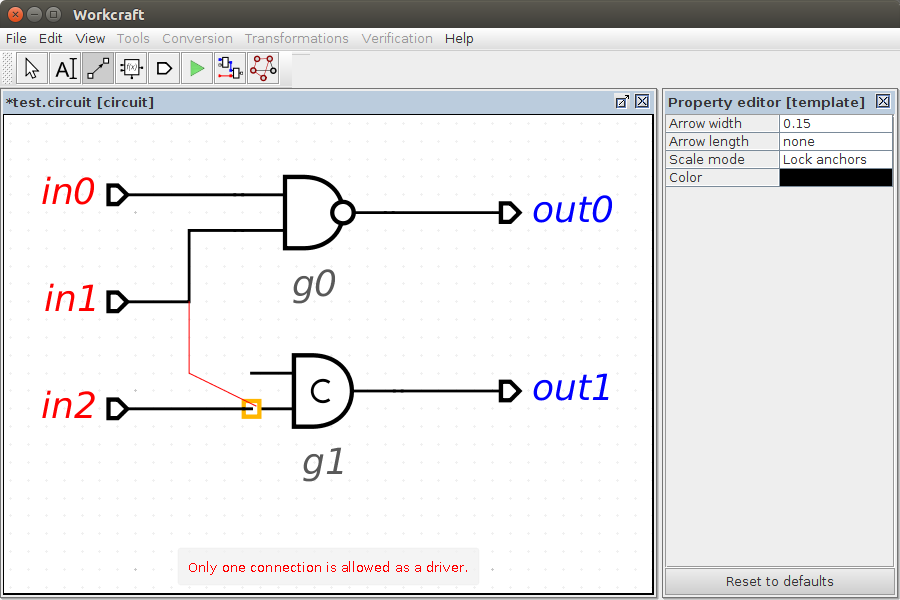 Workcraft
File Edit View Tools Conversion Transformations Verification Help
A f(x)
*test.circuit [circuit]
Property editor [template]
Arrow width 0.15
Arrow length none
Scale mode Lock anchors
Color
in0
out0
g0
in1
C
in2
out1
g1
Only one connection is allowed as a driver.
Reset to defaults